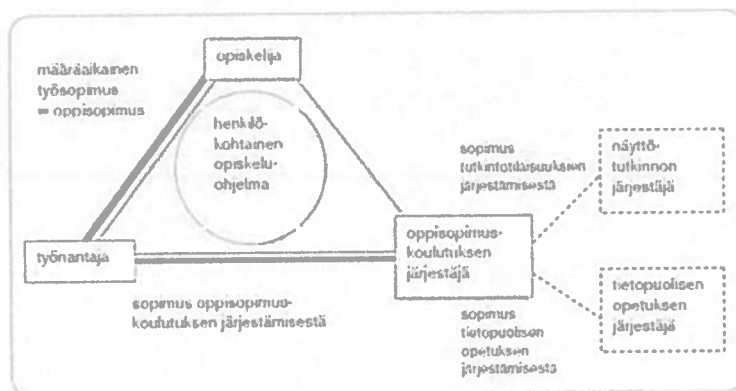 opiskelija
määräaikainen
työsopimus
= oppisopimus
henkilö-
kohtainen
opiskelu-
ohjelma
sopimus
tutkintotilaisuuksien
järjestämisestä
näyttö-
tutkinnon
järjestäjä
työnantaja
oppisopimus-
koulutuksen
järjestäjä
sopimus oppisopimus-
koulutuksen järjestämisestä
sopimus
tietopuolisen
opetuksen
järjestämisestä
tietopuolisen
opetuksen
järjestäjä